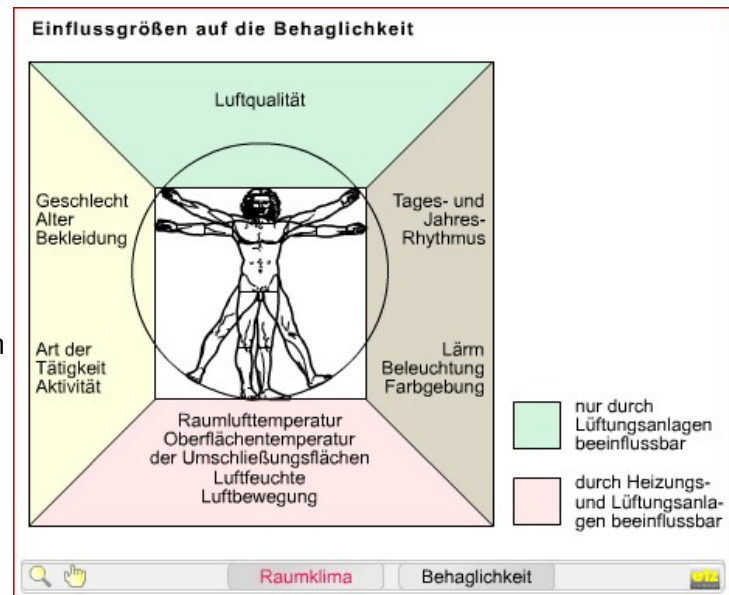 Einflussgrößen auf die Behaglichkeit
Luftqualität
Geschlecht
Alter
Bekleidung
Tages- und
Jahres-
Rhythmus
n
Art der
Tätigkeit
Aktivität
Lärm
Beleuchtung
Farbgebung
Raumlufttemperatur
Oberflächentemperatur
der Umschließungsflächen
Luftfeuchte
Luftbewegung
nur durch
Lüftungsanlagen
beeinflussbar
durch Heizungs-
und Lüftungsanla-
gen beeinflussbar
Raumklima
Behaglichkeit